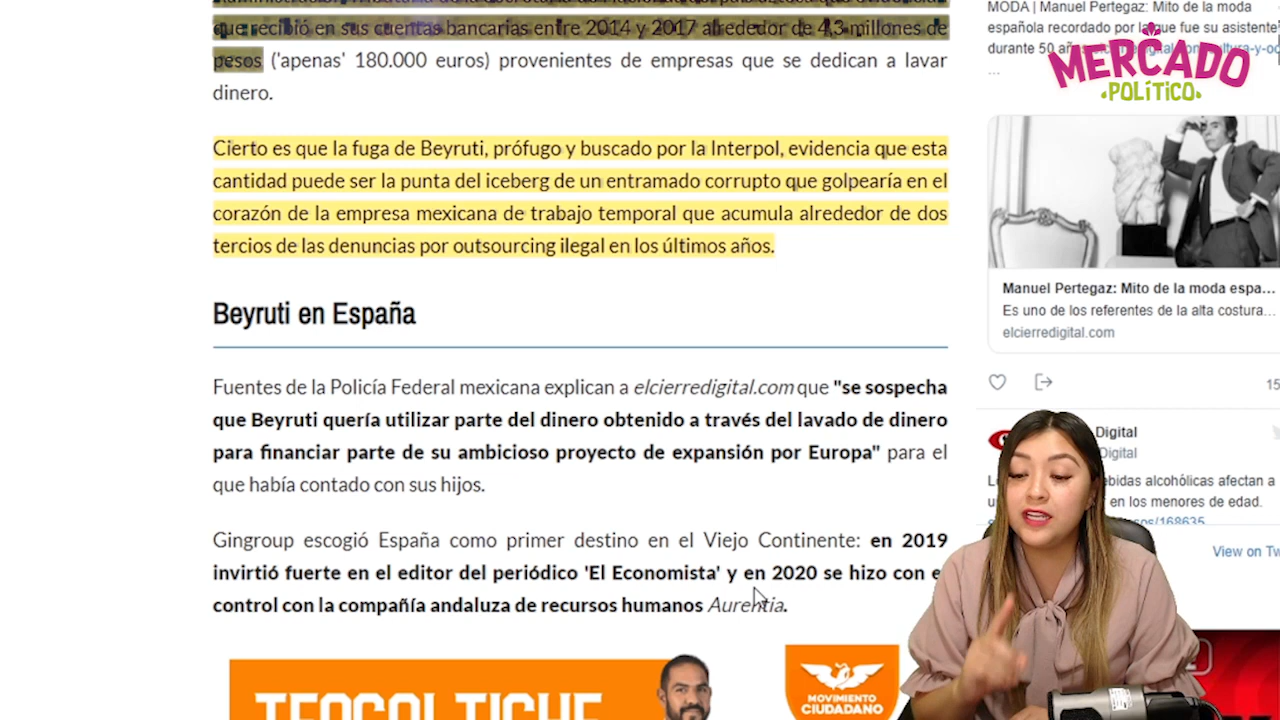 que recibió en sus cuentas bancarias entre 2014 y 2017 alrededor de 4,3 millones de
pesos ('apenas' 180.000 euros) provenientes de empresas que se dedican a lavar
dinero.
Cierto es que la fuga de Beyruti, prófugo y buscado por la Interpol, evidencia que esta
cantidad puede ser la punta del iceberg de un entramado corrupto que golpearía en el
corazón de la empresa mexicana de trabajo temporal que acumula alrededor de dos
tercios de las denuncias por outsourcing ilegal en los últimos años.
Beyruti en España
Fuentes de la Policía Federal mexicana explican a elcierredigital.com que "se sospecha
que Beyruti quería utilizar parte del dinero obtenido a través del lavado de dinero
para financiar parte de su ambicioso proyecto de expansión por Europa" para el
que había contado con sus hijos.
Gingroup escogió España como primer destino en el Viejo Continente: en 2019
invirtió fuerte en el editor del periódico 'El Economista' y en 2020 se hizo con e
control con la compañía andaluza de recursos humanos Aurentia.
MOVIMIENTO
CIUDADANO
MODA | Manuel Pertegaz: Mito de la moda
española recordado por la que fue su asistente
durante 50
...
MERCADO
POLÍTICO
Manuel Pertegaz: Mito de la moda espa...
Es uno de los referentes de la alta costura...
elcierredigital.com
15
Digital
Digital
ebidas alcohólicas afectan a
en los menores de edad.
os/168635
View on Tw